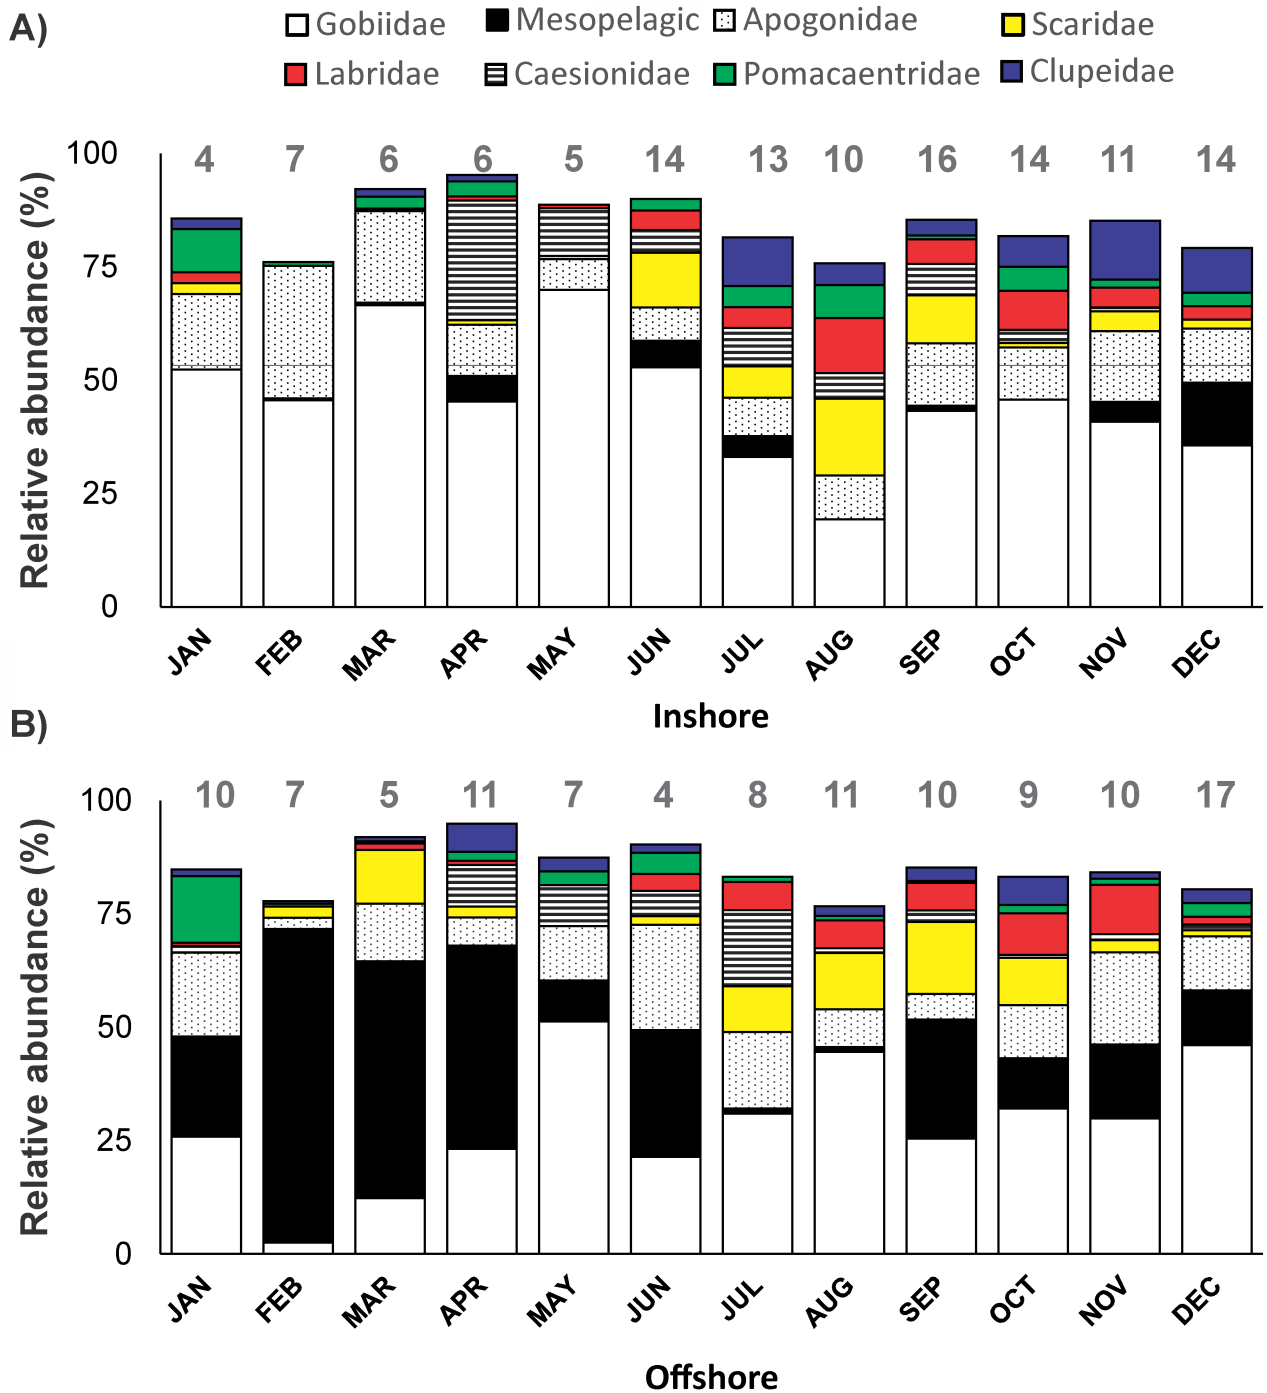 A)
Gobiidae Mesopelagic Apogonidae Scaridae
Labridae Caesionidae Pomacaentridae Clupeidae
Relative abundance (%)
100
75
50
25
0
4 7 6 6 5 14 13 10 16 14 11 14
JAN FEB MAR APR MAY JUN JUL AUG SEP OCT NOV DEC
Inshore
B)
Relative abundance (%)
100
75
50
25
0
10 7 5 11 7 4 8 11 10 9 10 17
JAN FEB MAR APR MAY JUN JUL AUG SEP OCT NOV DEC
Offshore